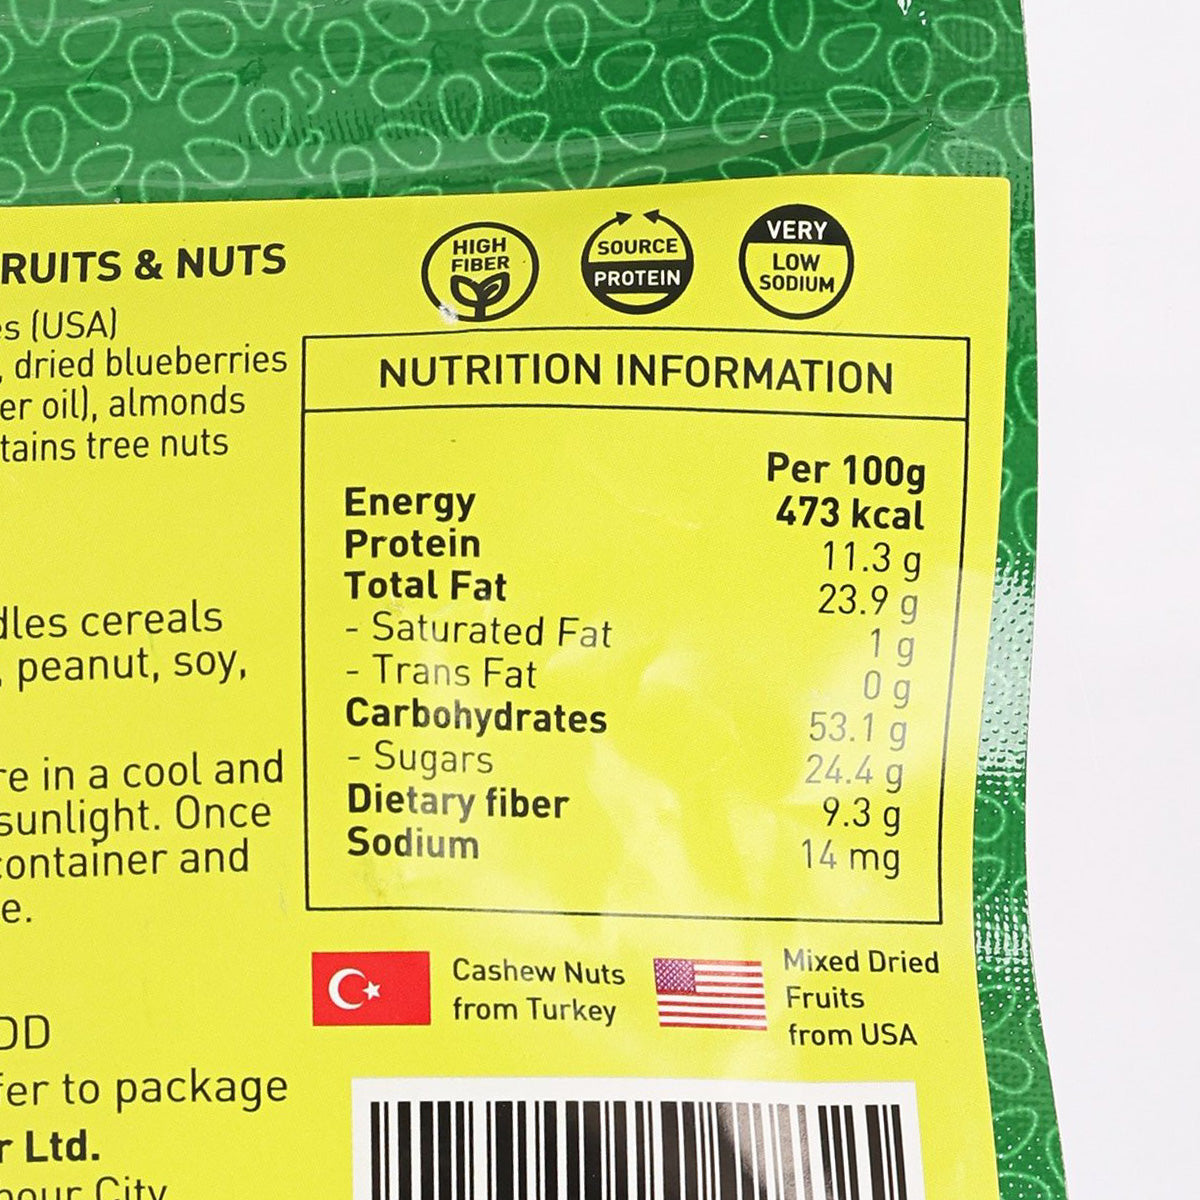 RUITS & NUTS
es (USA)
, dried blueberries
er oil), almonds
tains tree nuts
dles cereals
, peanut, soy,
re in a cool and
sunlight. Once
container and
e.
OD
fer to package
r Ltd.
bour City
HIGH
FIBER
SOURCE
PROTEIN
VERY
LOW
SODIUM
NUTRITION INFORMATION
Per 100g
Energy 473 kcal
Protein 11.3 g
Total Fat 23.9 g
- Saturated Fat 1 g
- Trans Fat 0 g
Carbohydrates 53.1 g
- Sugars 24.4 g
Dietary fiber 9.3 g
Sodium 14 mg
Cashew Nuts
from Turkey
Mixed Dried
Fruits
from USA